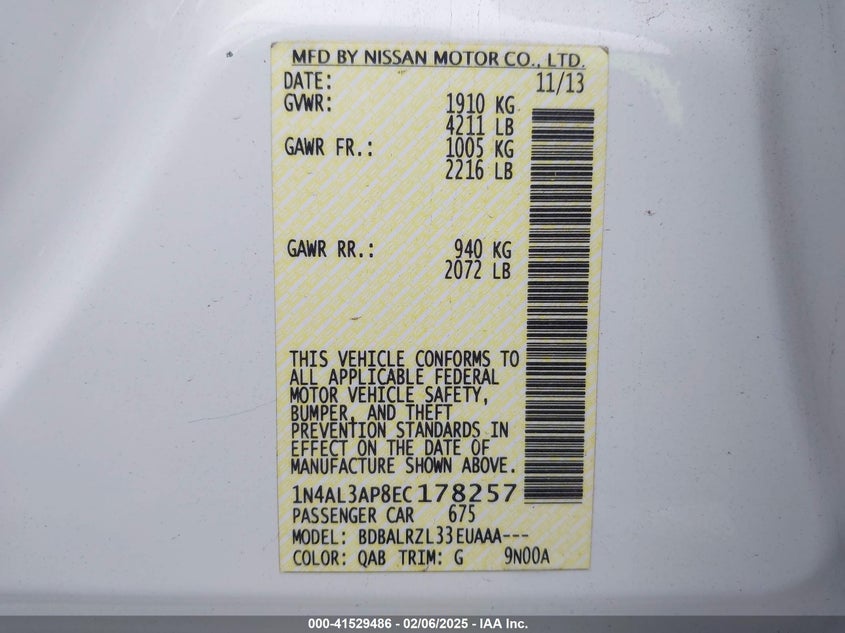 MFD BY NISSAN MOTOR CO., LTD.
DATE: 11/13
GVWR: 1910 KG
4211 LB
GAWR FR.: 1005 KG
2216 LB
GAWR RR.: 940 KG
2072 LB
THIS VEHICLE CONFORMS TO
ALL APPLICABLE FEDERAL
MOTOR VEHICLE SAFETY,
BUMPER, AND THEFT
PREVENTION STANDARDS IN
EFFECT ON THE DATE OF
MANUFACTURE SHOWN ABOVE.
1N4AL3AP8EC178257
PASSENGER CAR 675
MODEL: BDBALRZL33EUAAA---
COLOR: QAB TRIM: G 9N00A
000-41529486 - 02/06/2025 - IAA Inc.